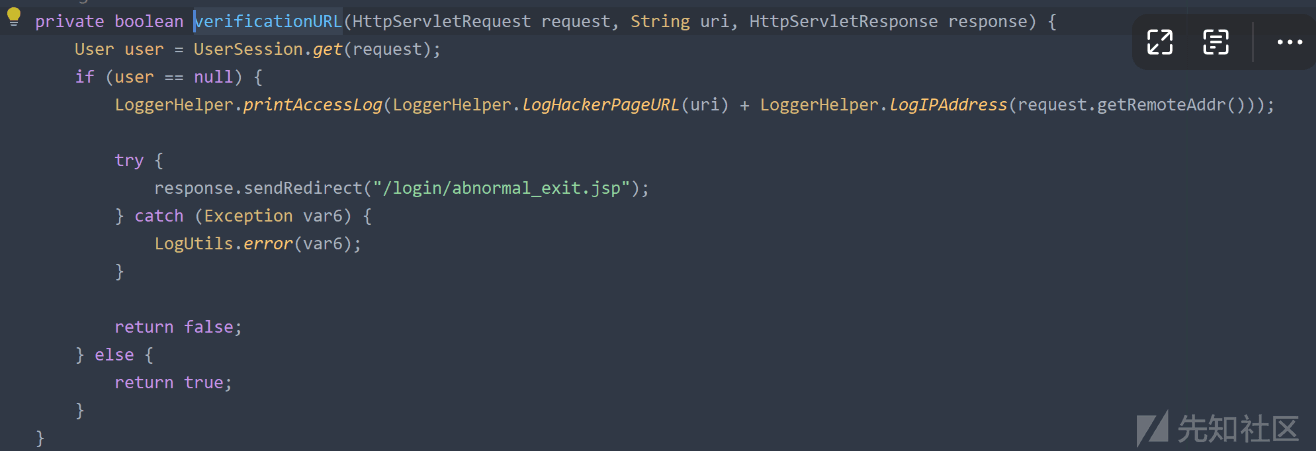 private boolean verificationURL(HttpServletRequest request, String uri, HttpServletResponse response) {
    User user = UserSession.get(request);
    if (user == null) {
        LoggerHelper.printAccessLog(LoggerHelper.logHackerPageURL(uri) + LoggerHelper.logIPAddress(request.getRemoteAddr()));
        try {
            response.sendRedirect("/login/abnormal_exit.jsp");
        } catch (Exception var6) {
            LogUtils.error(var6);
        }
        return false;
    } else {
        return true;
    }
}
先知社区